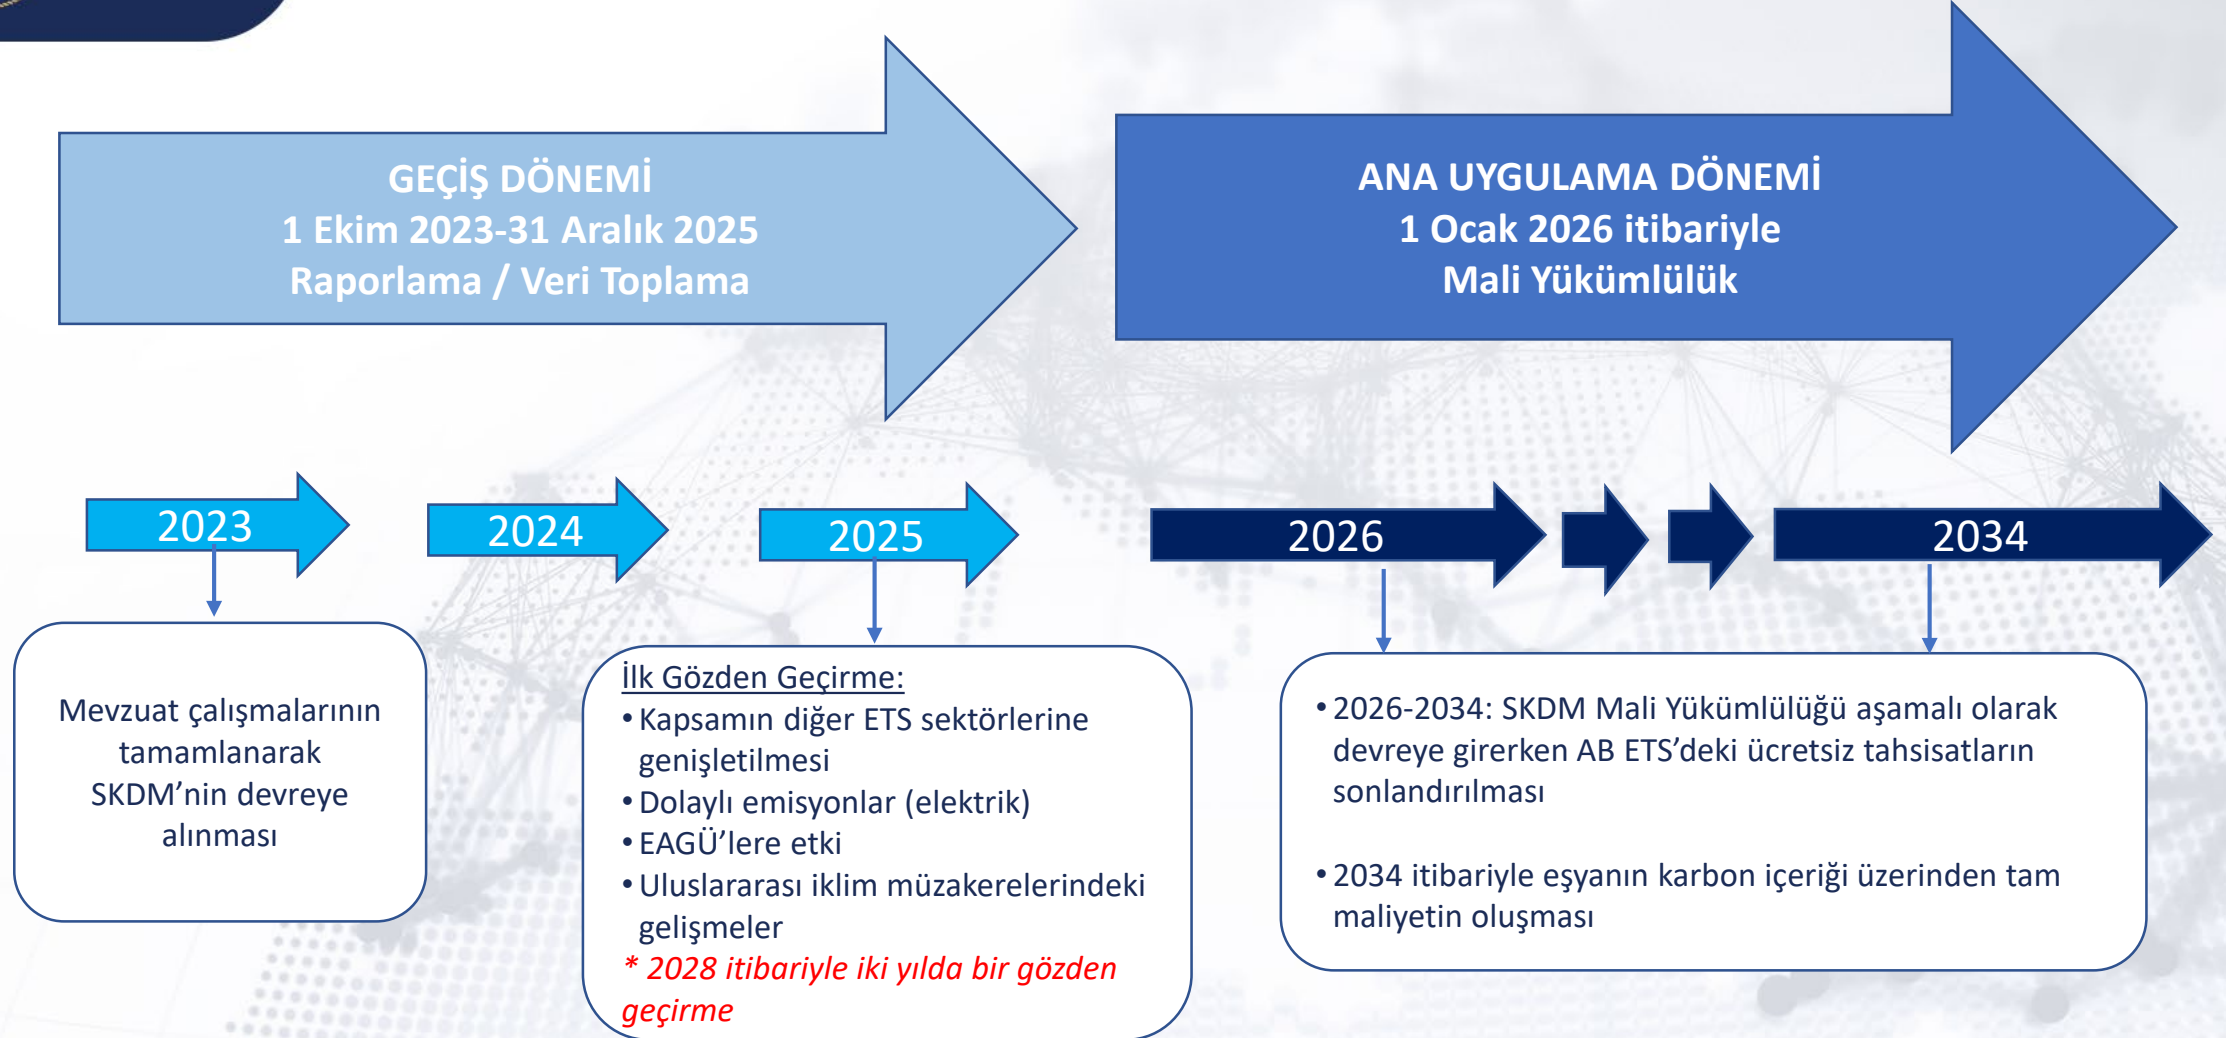 GEÇİŞ DÖNEMİ
1 Ekim 2023-31 Aralık 2025
Raporlama / Veri Toplama
ANA UYGULAMA DÖNEMİ
1 Ocak 2026 itibariyle
Mali Yükümlülük
2023
2024
2025
2026
2034
Mevzuat çalışmalarının
tamamlanarak
SKDM’nin devreye
alınması
İlk Gözden Geçirme:
• Kapsamın diğer ETS sektörlerine
genişletilmesi
• Dolaylı emisyonlar (elektrik)
• EAGÜ’lere etki
• Uluslararası iklim müzakerelerindeki
gelişmeler
* 2028 itibariyle iki yılda bir gözden
geçirme
• 2026-2034: SKDM Mali Yükümlülüğü aşamalı olarak
devreye girerken AB ETS’deki ücretsiz tahsisatların
sonlandırılması
• 2034 itibariyle eşyanın karbon içeriği üzerinden tam
maliyetin oluşması